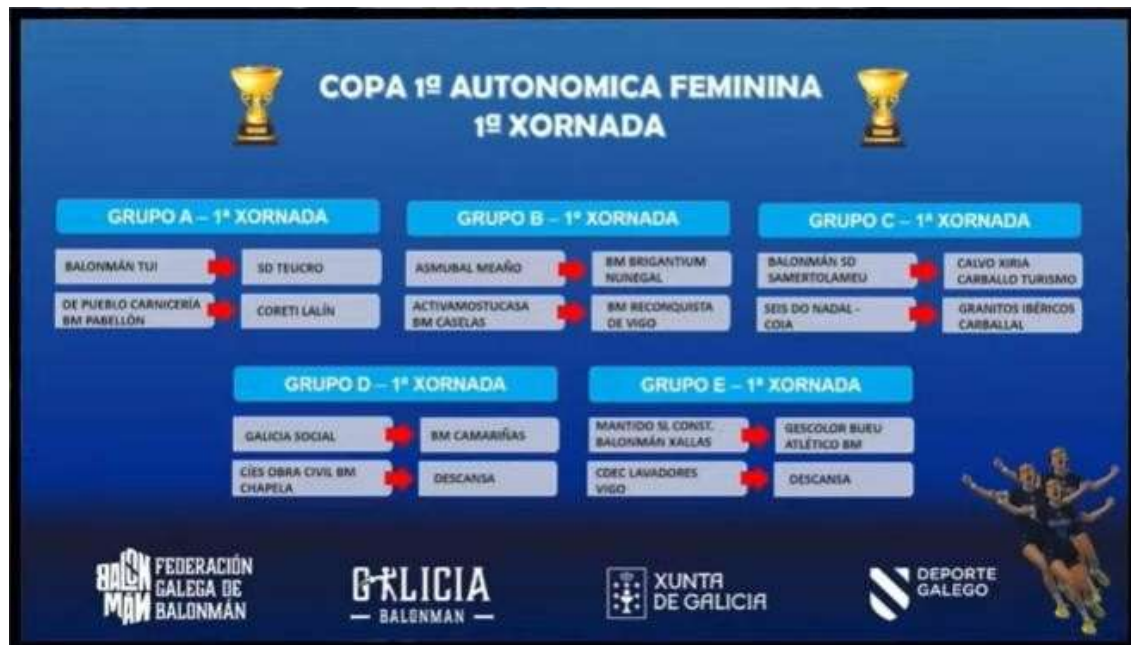 COPA 1ª AUTONOMICA FEMININA
1ª XORNADA
GRUPO A – 1ª XORNADA
BALONMÁN TUI
SD TEUCRO
DE PUEBLO CARNICERÍA
BM PABELLÓN
CORETI LALÍN
GRUPO B – 1ª XORNADA
ASMUBAL MEAÑO
BM BRIGANTIUM
NUNEGAL
ACTIVAMOSTUCASA
BM CASELAS
BM RECONQUISTA
DE VIGO
GRUPO C – 1ª XORNADA
BALONMÁN SD
SAMERTOLAMEU
CALVO XIRIA
CARBALLO TURISMO
SEIS DO NADAL -
COIA
GRANITOS IBÉRICOS
CARBALLAL
GRUPO D – 1ª XORNADA
GALICIA SOCIAL
BM CAMARIÑAS
CÍES OBRA CIVIL BM
CHAPELA
DESCANSA
GRUPO E – 1ª XORNADA
MANTIDO SL CONST.
BALONMÁN XALLAS
GESCOLOR BUEU
ATLÉTICO BM
CDEC LAVADORES
VIGO
DESCANSA
BALONMÁN
FEDERACIÓN
GALEGA DE
BALONMÁN
GALICIA
BALONMAN
XUNTA
DE GALICIA
DEPORTE
GALEGO